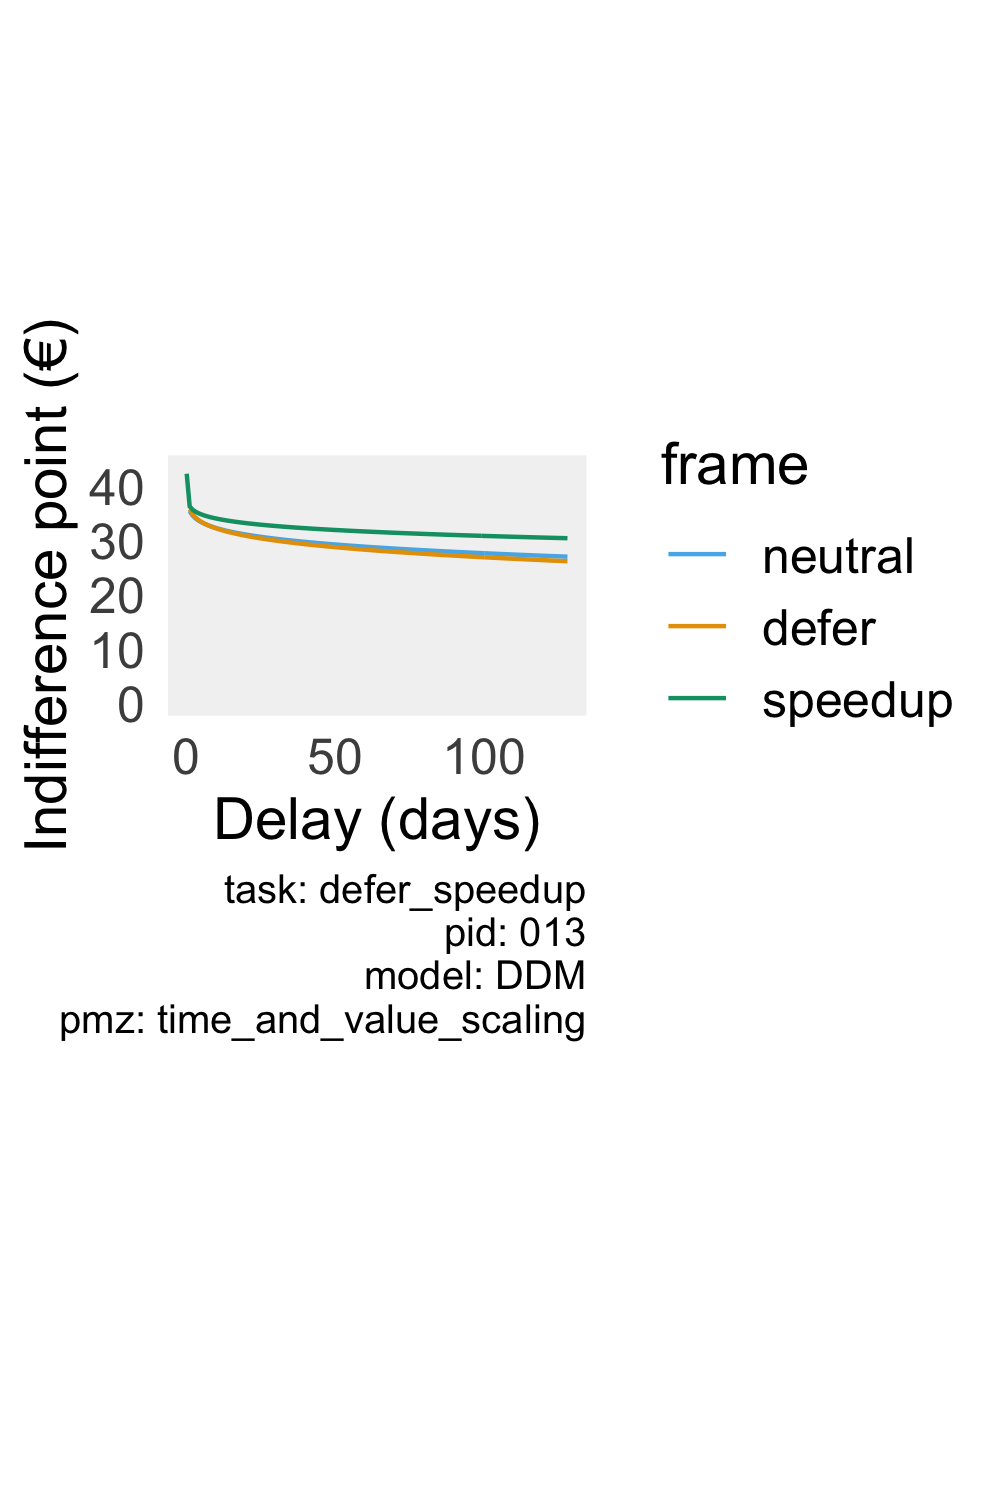 Indifference point (€)
40
30
20
10
0
0 50 100
Delay (days)
frame
neutral
defer
speedup
task: defer_speedup
pid: 013
model: DDM
pmz: time_and_value_scaling